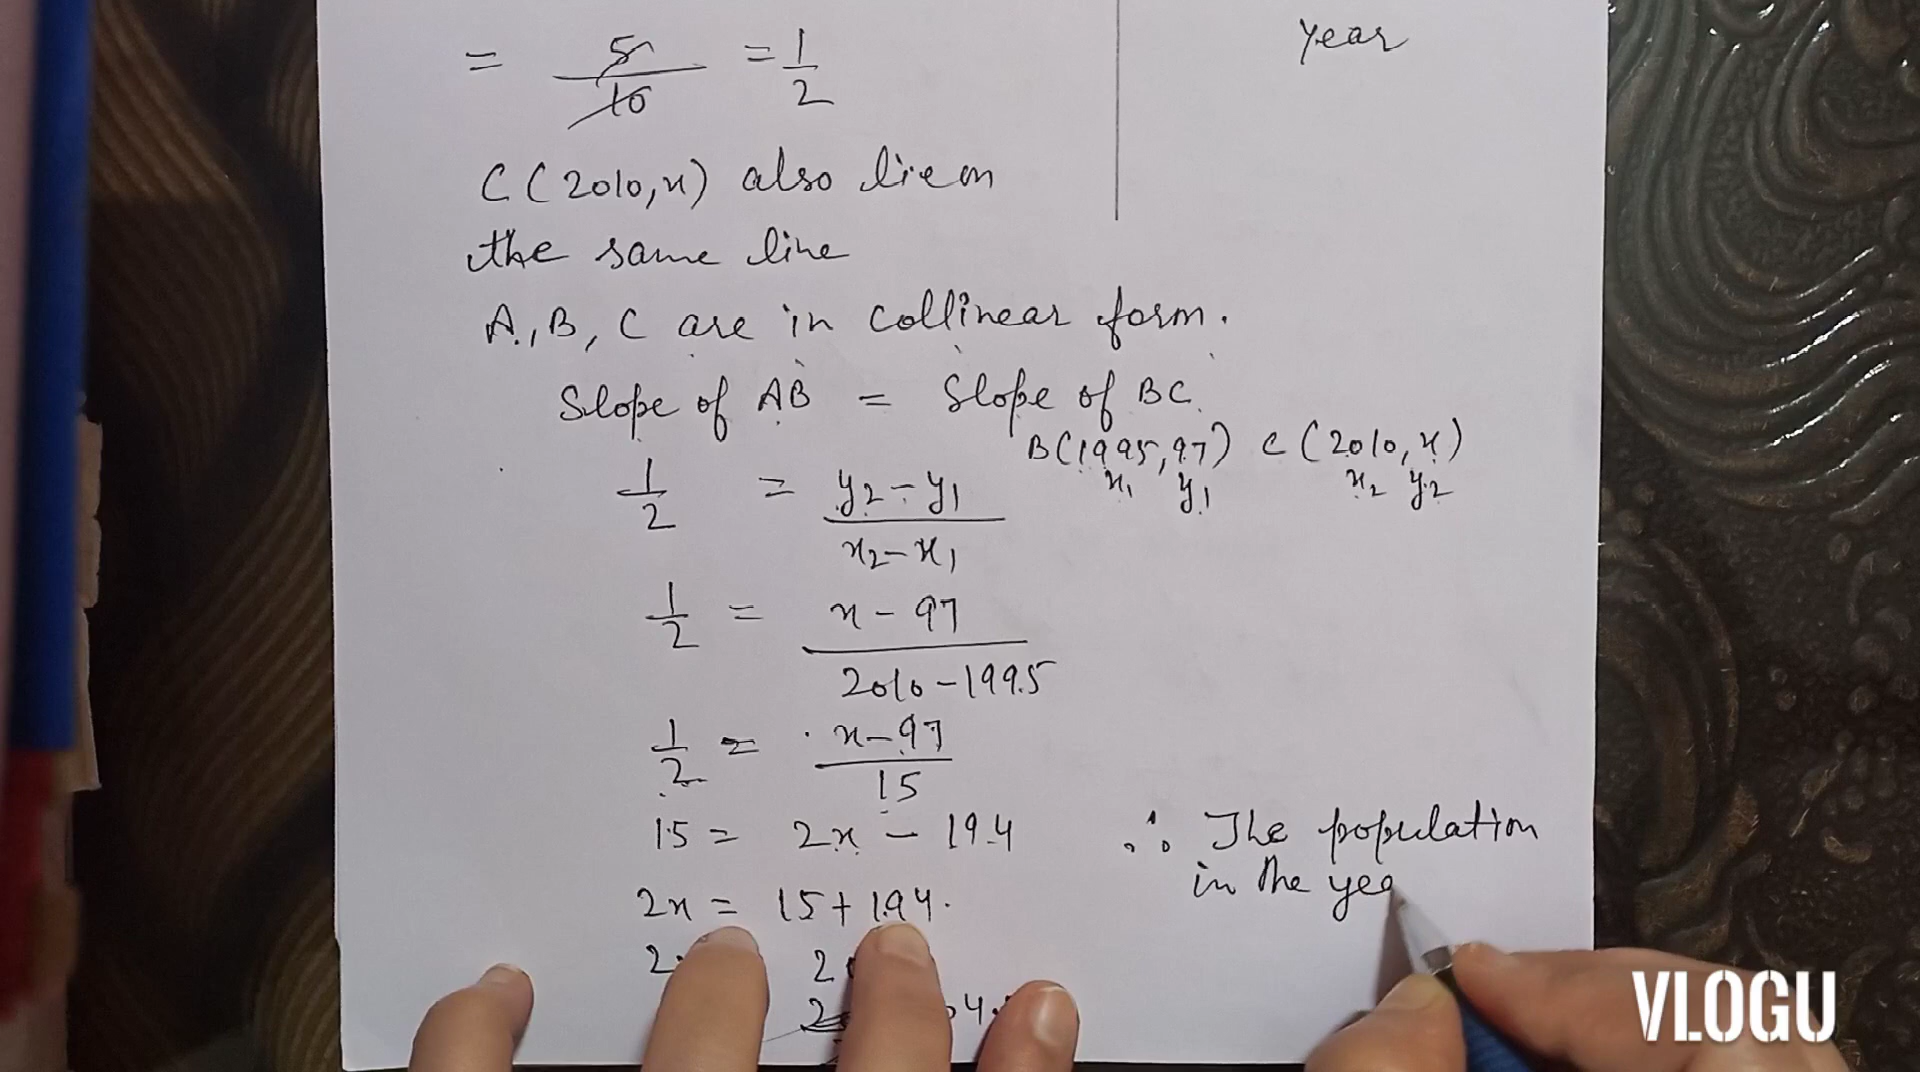 = 5/10 = 1/2
year
C(2010,x) also lie on
the same line
A, B, C are in collinear form.
Slope of AB = Slope of BC
B(1995,97) C(2010,x)
x1 y1 x2 y2
1/2 = y2-y1/x2-x1
1/2 = x-97/2010-1995
1/2 = x-97/15
15 = 2x - 194
2x = 15+194.
∴ The population
in the yea
VLOGU